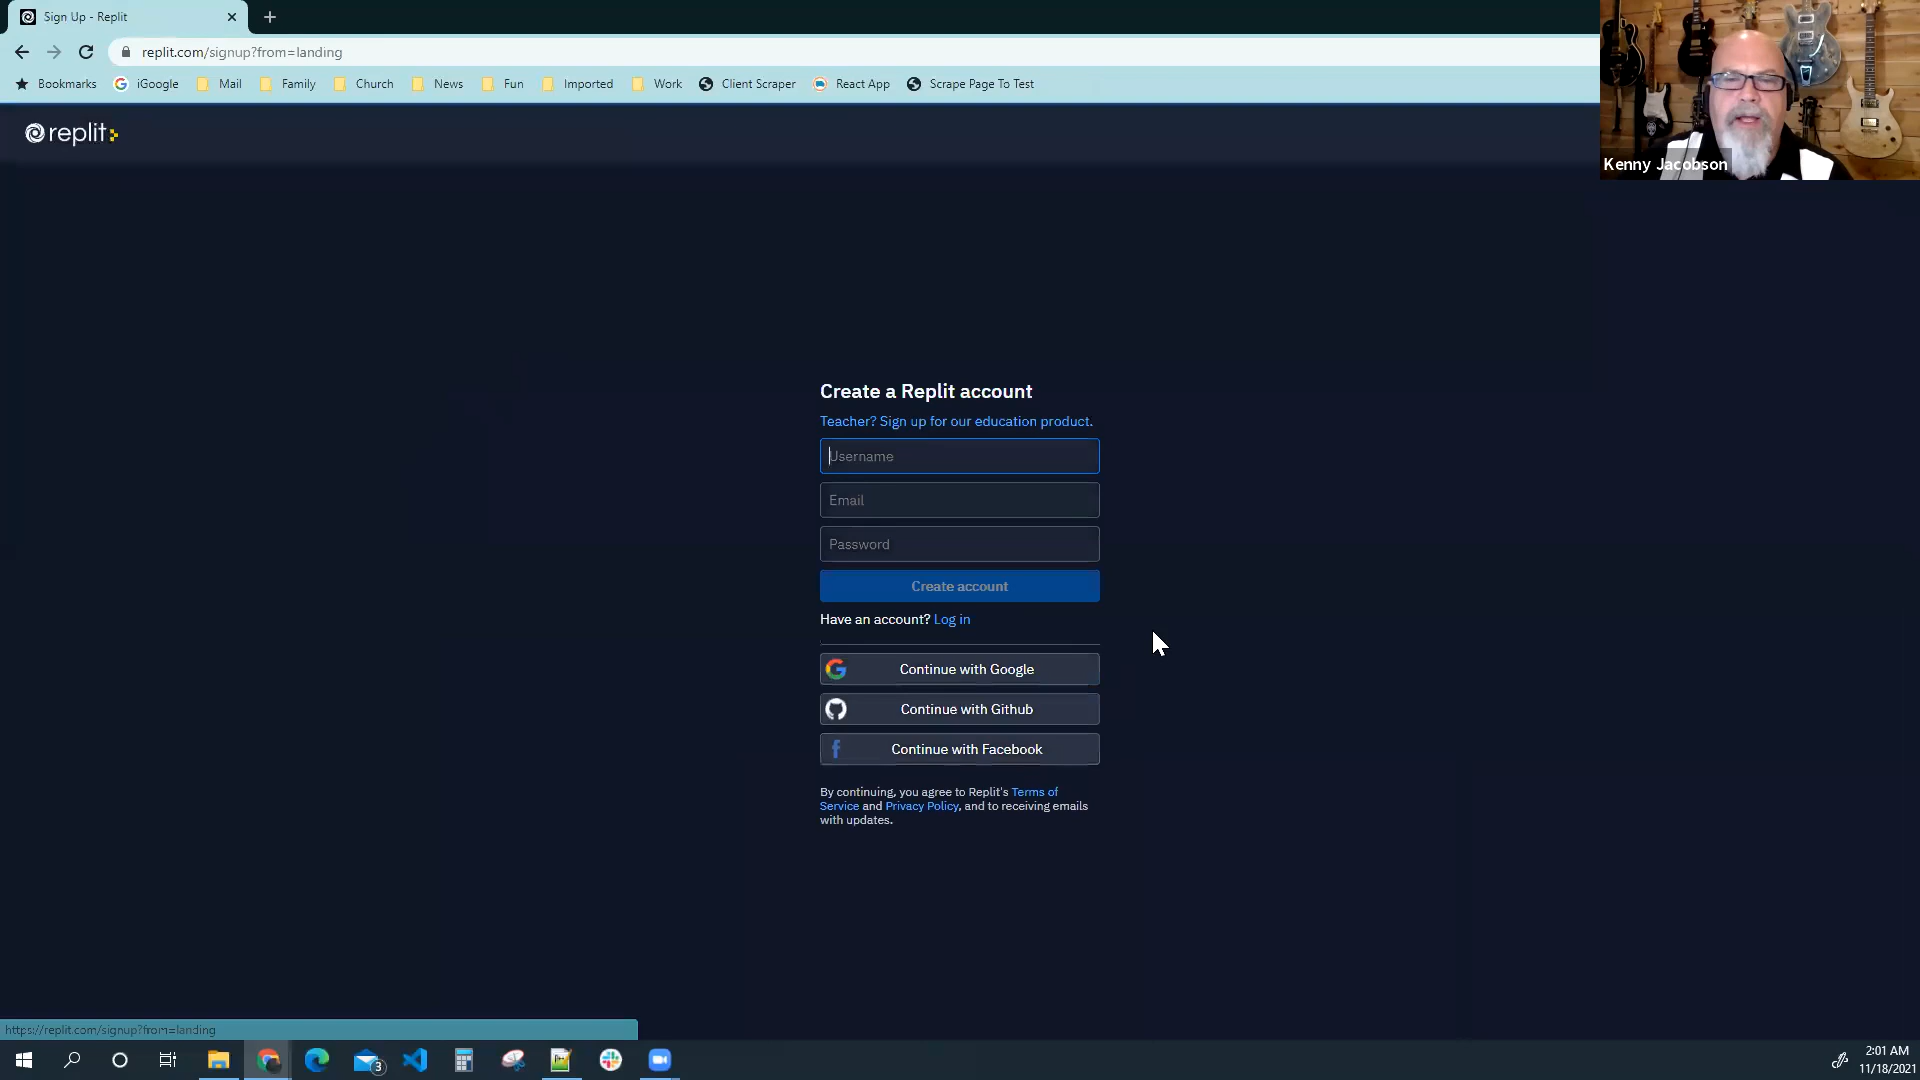 Sign Up - Replit
replit.com/signup?from=landing
Bookmarks iGoogle Mail Family Church News Fun Imported Work Client Scraper React App Scrape Page To Test
replit
Kenny Jacobson
Create a Replit account
Teacher? Sign up for our education product.
Username
Email
Password
Create account
Have an account? Log in
Continue with Google
Continue with Github
Continue with Facebook
By continuing, you agree to Replit's Terms of
Service and Privacy Policy, and to receiving emails
with updates.
https://replit.com/signup?from=landing
3
2:01 AM
11/18/2021